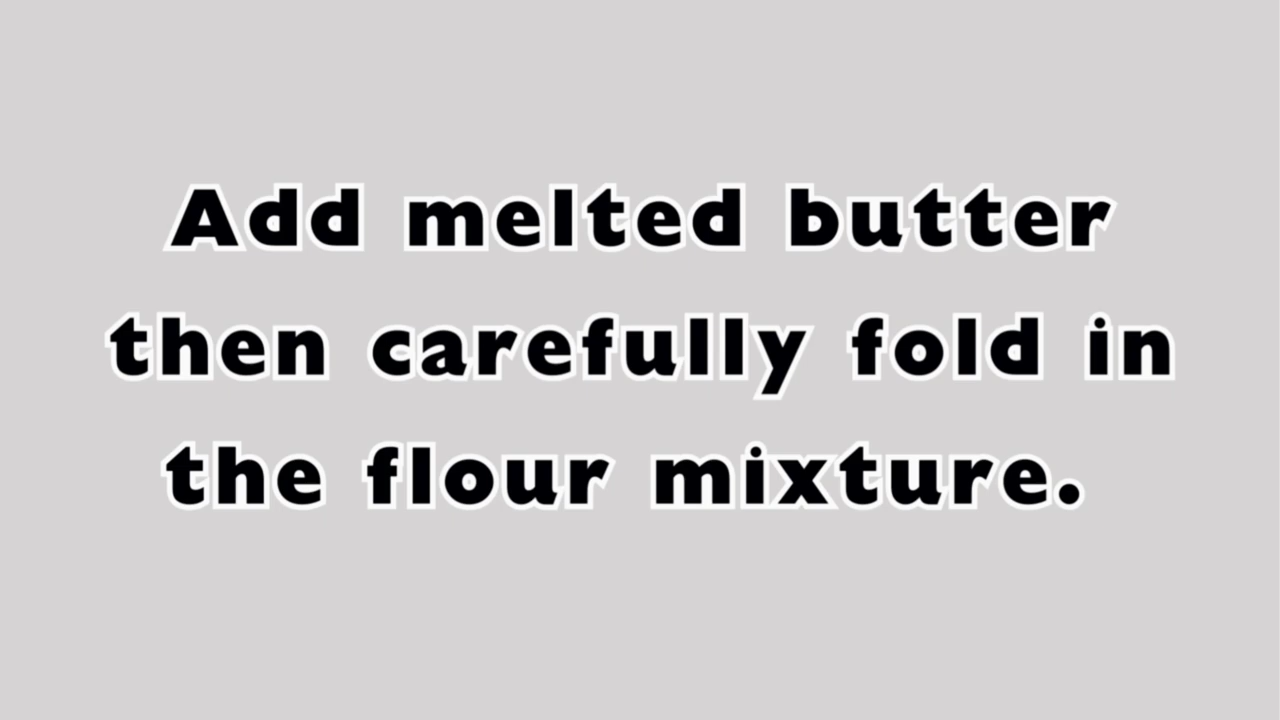 Add melted butter
then carefully fold in
the flour mixture.